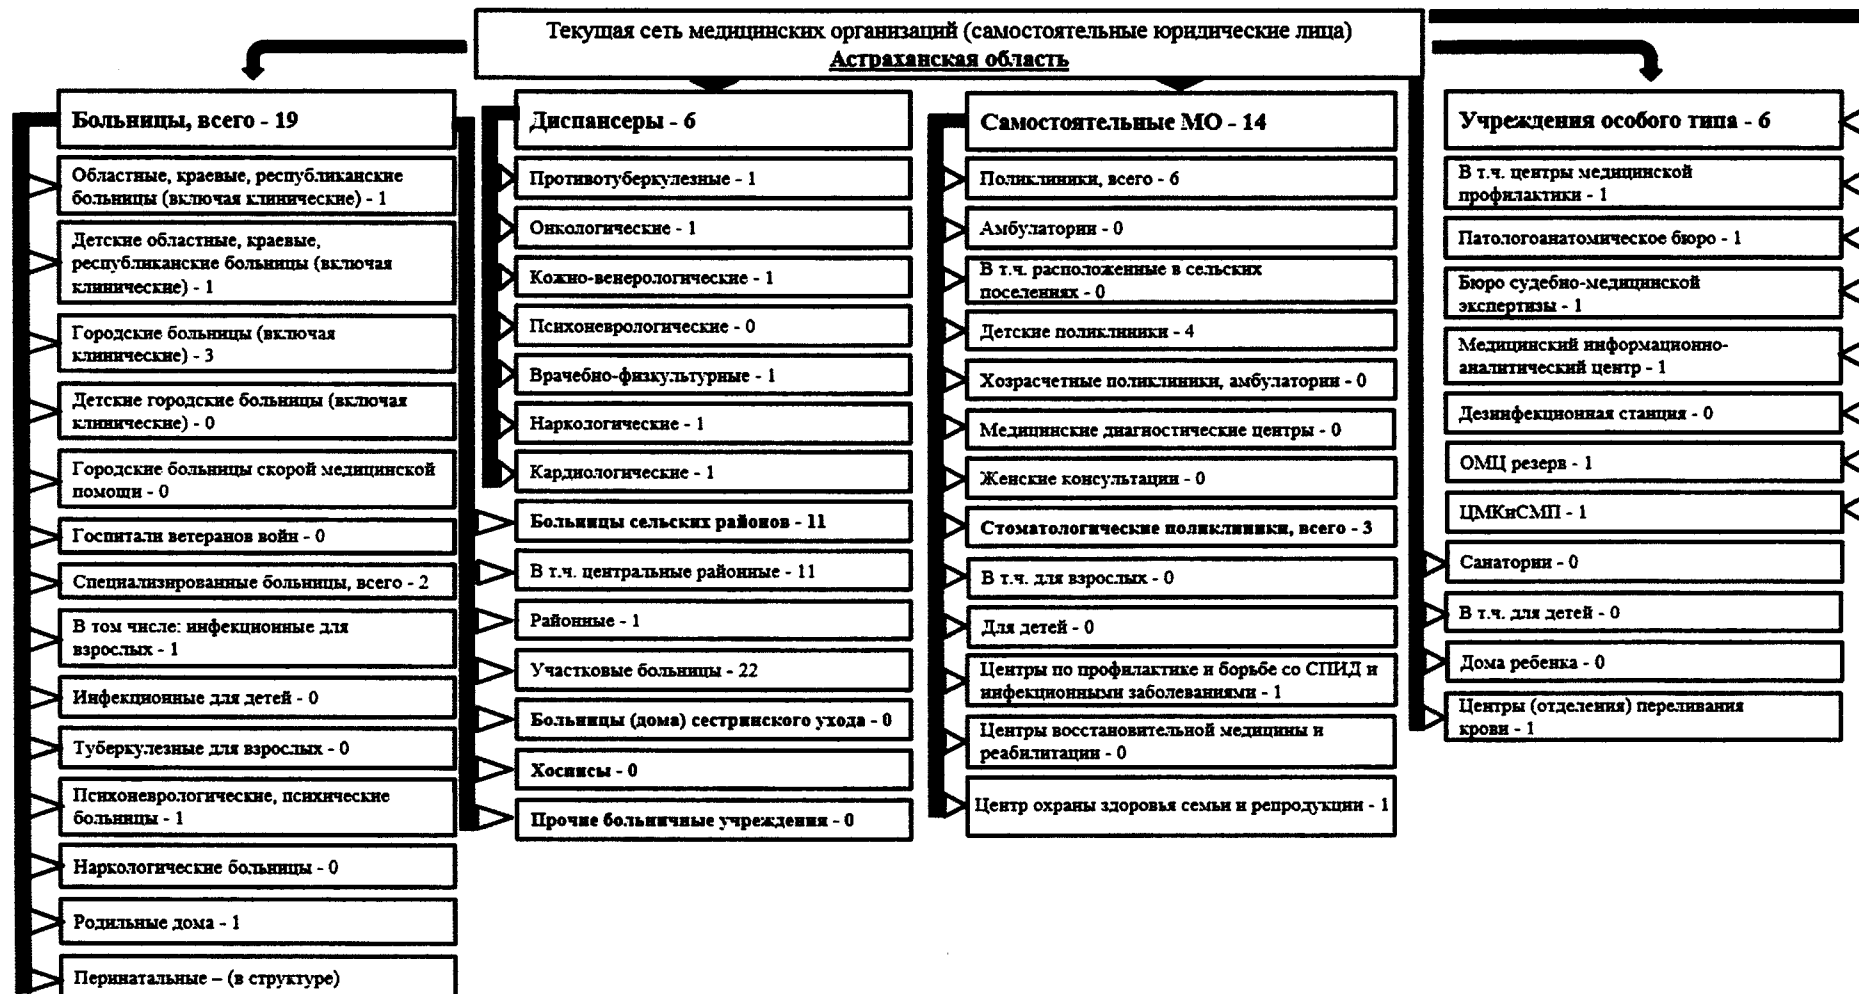 Текущая сеть медицинских организаций (самостоятельные юридические лица)
Астраханская область
Больницы, всего - 19
Областные, краевые, республиканские
больницы (включая клинические) - 1
Детские областные, краевые,
республиканские больницы (включая
клинические) - 1
Городские больницы (включая
клинические) - 3
Детские городские больницы (включая
клинические) - 0
Городские больницы скорой медицинской
помощи - 0
Госпитали ветеранов войн - 0
Специализированные больницы, всего - 2
В том числе: инфекционные для
взрослых - 1
Инфекционные для детей - 0
Туберкулезные для взрослых - 0
Психоневрологические, психические
больницы - 1
Наркологические больницы - 0
Родильные дома - 1
Перинатальные – (в структуре)
Диспансеры - 6
Противотуберкулезные - 1
Онкологические - 1
Кожно-венерологические - 1
Психоневрологические - 0
Врачебно-физкультурные - 1
Наркологические - 1
Кардиологические - 1
Больницы сельских районов - 11
В т.ч. центральные районные - 11
Районные - 1
Участковые больницы - 22
Больницы (дома) сестринского ухода - 0
Хосписы - 0
Прочие больничные учреждения - 0
Самостоятельные МО - 14
Поликлиники, всего - 6
Амбулатории - 0
В т.ч. расположенные в сельских
поселениях - 0
Детские поликлиники - 4
Хозрасчетные поликлиники, амбулатории - 0
Медицинские диагностические центры - 0
Женские консультации - 0
Стоматологические поликлиники, всего - 3
В т.ч. для взрослых - 0
Для детей - 0
Центры по профилактике и борьбе со СПИД и
инфекционными заболеваниями - 1
Центры восстановительной медицины и
реабилитации - 0
Центр охраны здоровья семьи и репродукции - 1
Учреждения особого типа - 6
В т.ч. центры медицинской
профилактики - 1
Патологоанатомическое бюро - 1
Бюро судебно-медицинской
экспертизы - 1
Медицинский информационно-
аналитический центр - 1
Дезинфекционная станция - 0
ОМЦ резерв - 1
ЦМКиСМП - 1
Санатории - 0
В т.ч. для детей - 0
Дома ребенка - 0
Центры (отделения) переливания
крови - 1